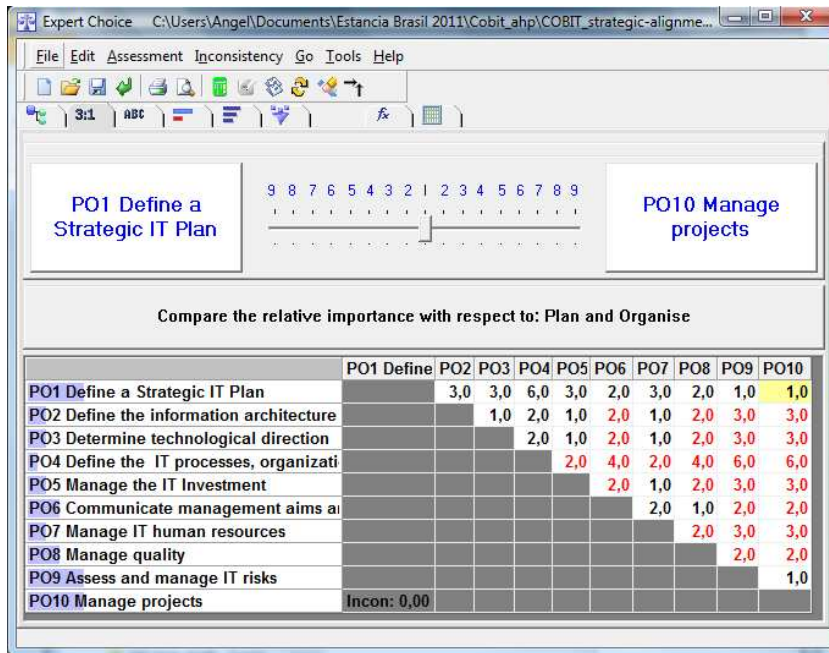 Expert Choice C:\Users\Angel\Documents\Estancia Brasil 2011\Cobit_ahp\COBIT_strategic-alignme...
File Edit Assessment Inconsistency Go Tools Help
3:1 ABC fx
PO1 Define a
Strategic IT Plan
9 8 7 6 5 4 3 2 1 2 3 4 5 6 7 8 9
PO10 Manage
projects
Compare the relative importance with respect to: Plan and Organise
PO1 Define PO2 PO3 PO4 PO5 PO6 PO7 PO8 PO9 PO10
PO1 Define a Strategic IT Plan 3,0 3,0 6,0 3,0 2,0 3,0 2,0 1,0 1,0
PO2 Define the information architecture 1,0 2,0 1,0 2,0 1,0 2,0 3,0 3,0
PO3 Determine technological direction 2,0 1,0 2,0 1,0 2,0 3,0 3,0
PO4 Define the IT processes, organizati 2,0 4,0 2,0 4,0 6,0 6,0
PO5 Manage the IT Investment 2,0 1,0 2,0 3,0 3,0
PO6 Communicate management aims a 2,0 1,0 2,0 2,0
PO7 Manage IT human resources 2,0 3,0 3,0
PO8 Manage quality 2,0 2,0
PO9 Assess and manage IT risks 1,0
PO10 Manage projects Incon: 0,00